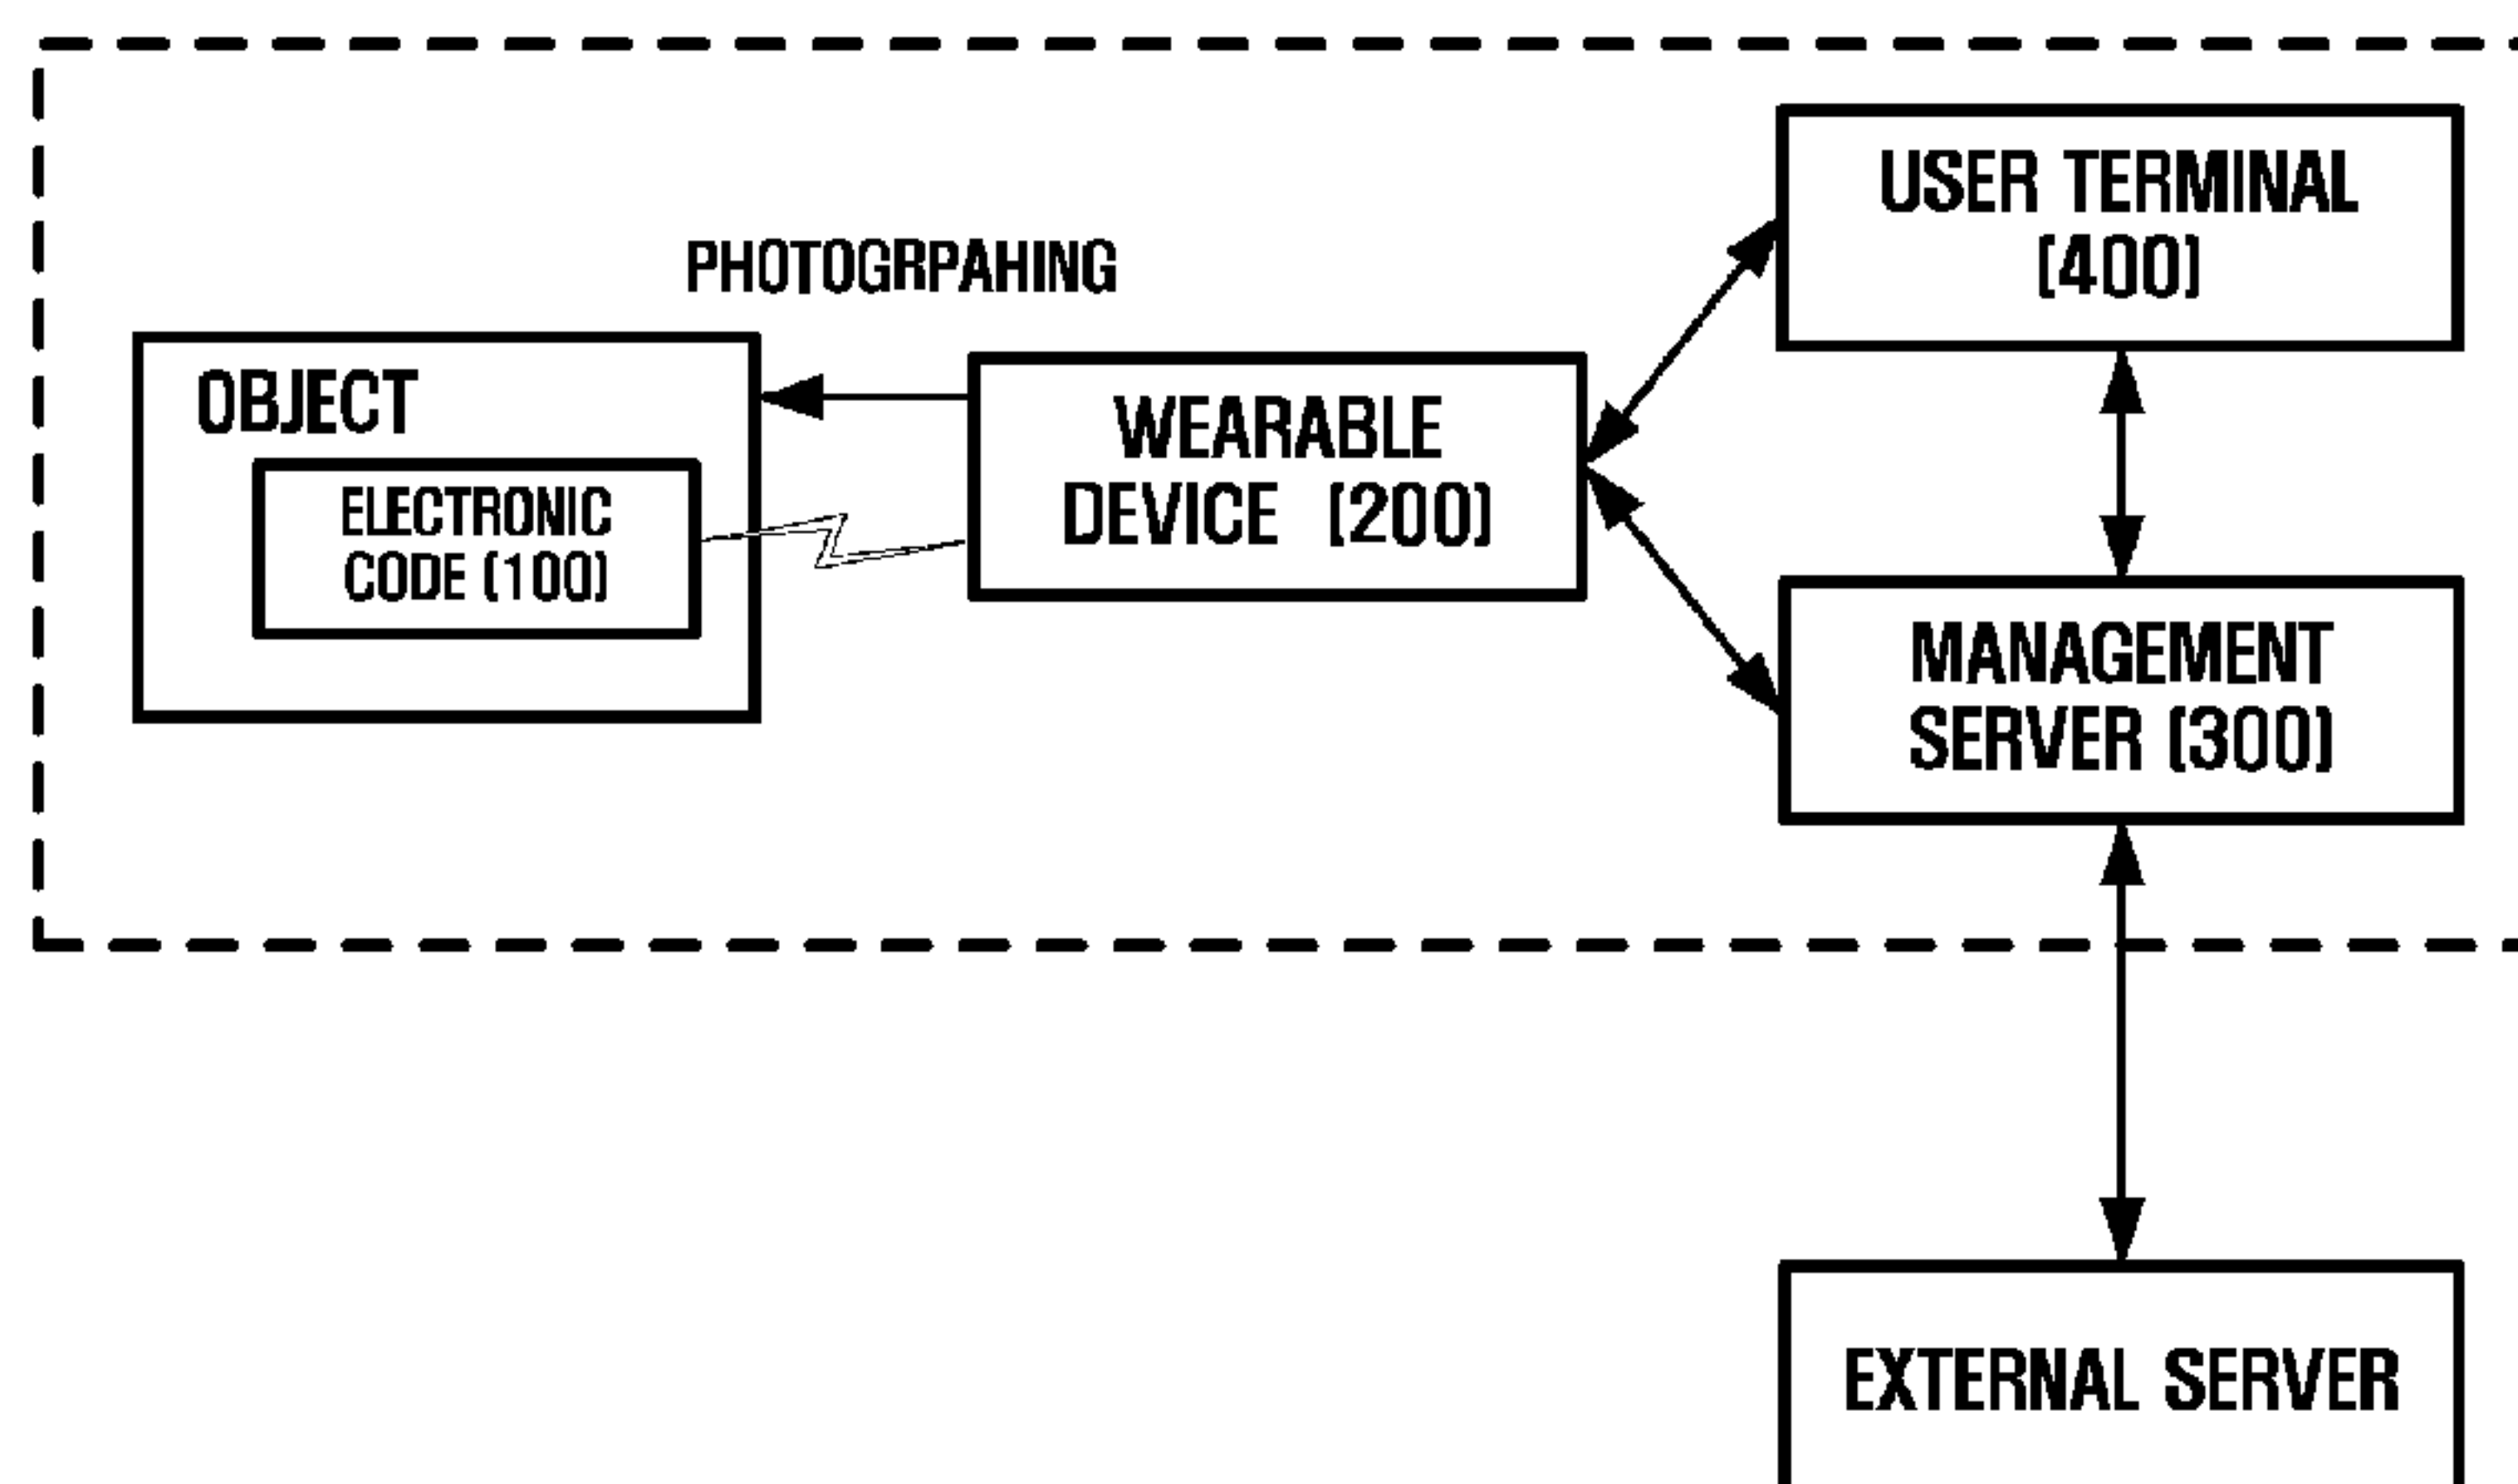 USER TERMINAL
(400)
PHOTOGRPAHING
OBJECT
ELECTRONIC
CODE (100)
WEARABLE
DEVICE (200)
MANAGEMENT
SERVER (300)
EXTERNAL SERVER